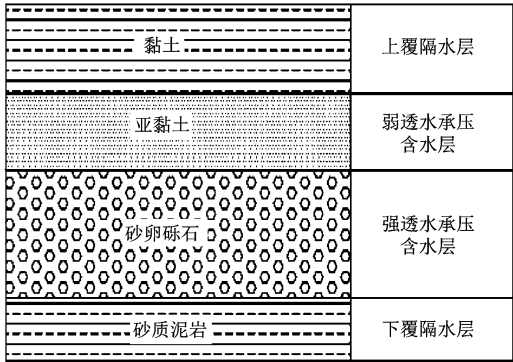 黏土
上覆隔水层
亚黏土
弱透水承压
含水层
砂卵砾石
强透水承压
含水层
砂质泥岩
下覆隔水层